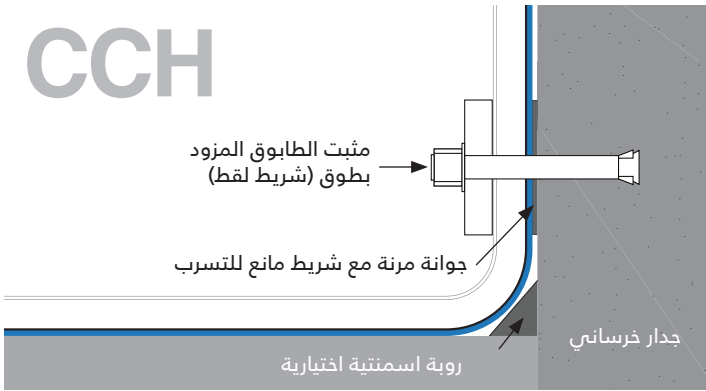 CCH
مثبت الطابوق المزود
بطوق (شريط لقط)
جوانة مرنة مع شريط مانع للتسرب
جدار خرساني
روبة اسمنتية اختيارية